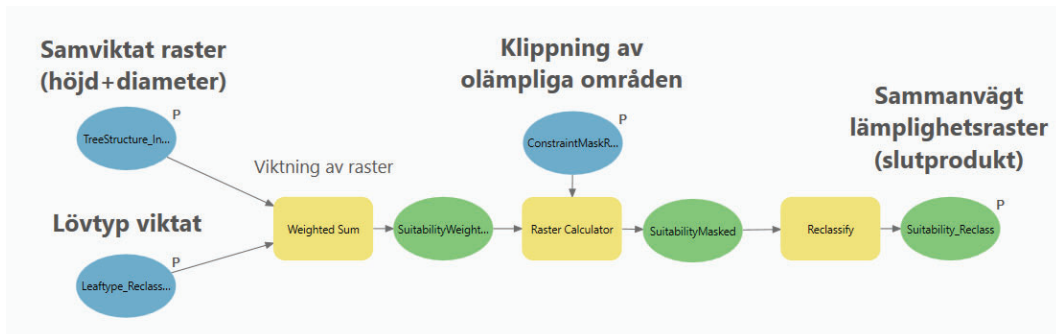 Samviktat raster
(höjd+diameter)
P
TreeStructure_In...
Viktning av raster
Lövtyp viktat
P
Leaftype_Reclass...
Weighted Sum
SuitabilityWeight...
Klippning av
olämpliga områden
P
ConstraintMaskR...
Raster Calculator
SuitabilityMasked
Reclassify
Sammanvägt
lämplighetsraster
(slutprodukt)
P
Suitability_Reclass